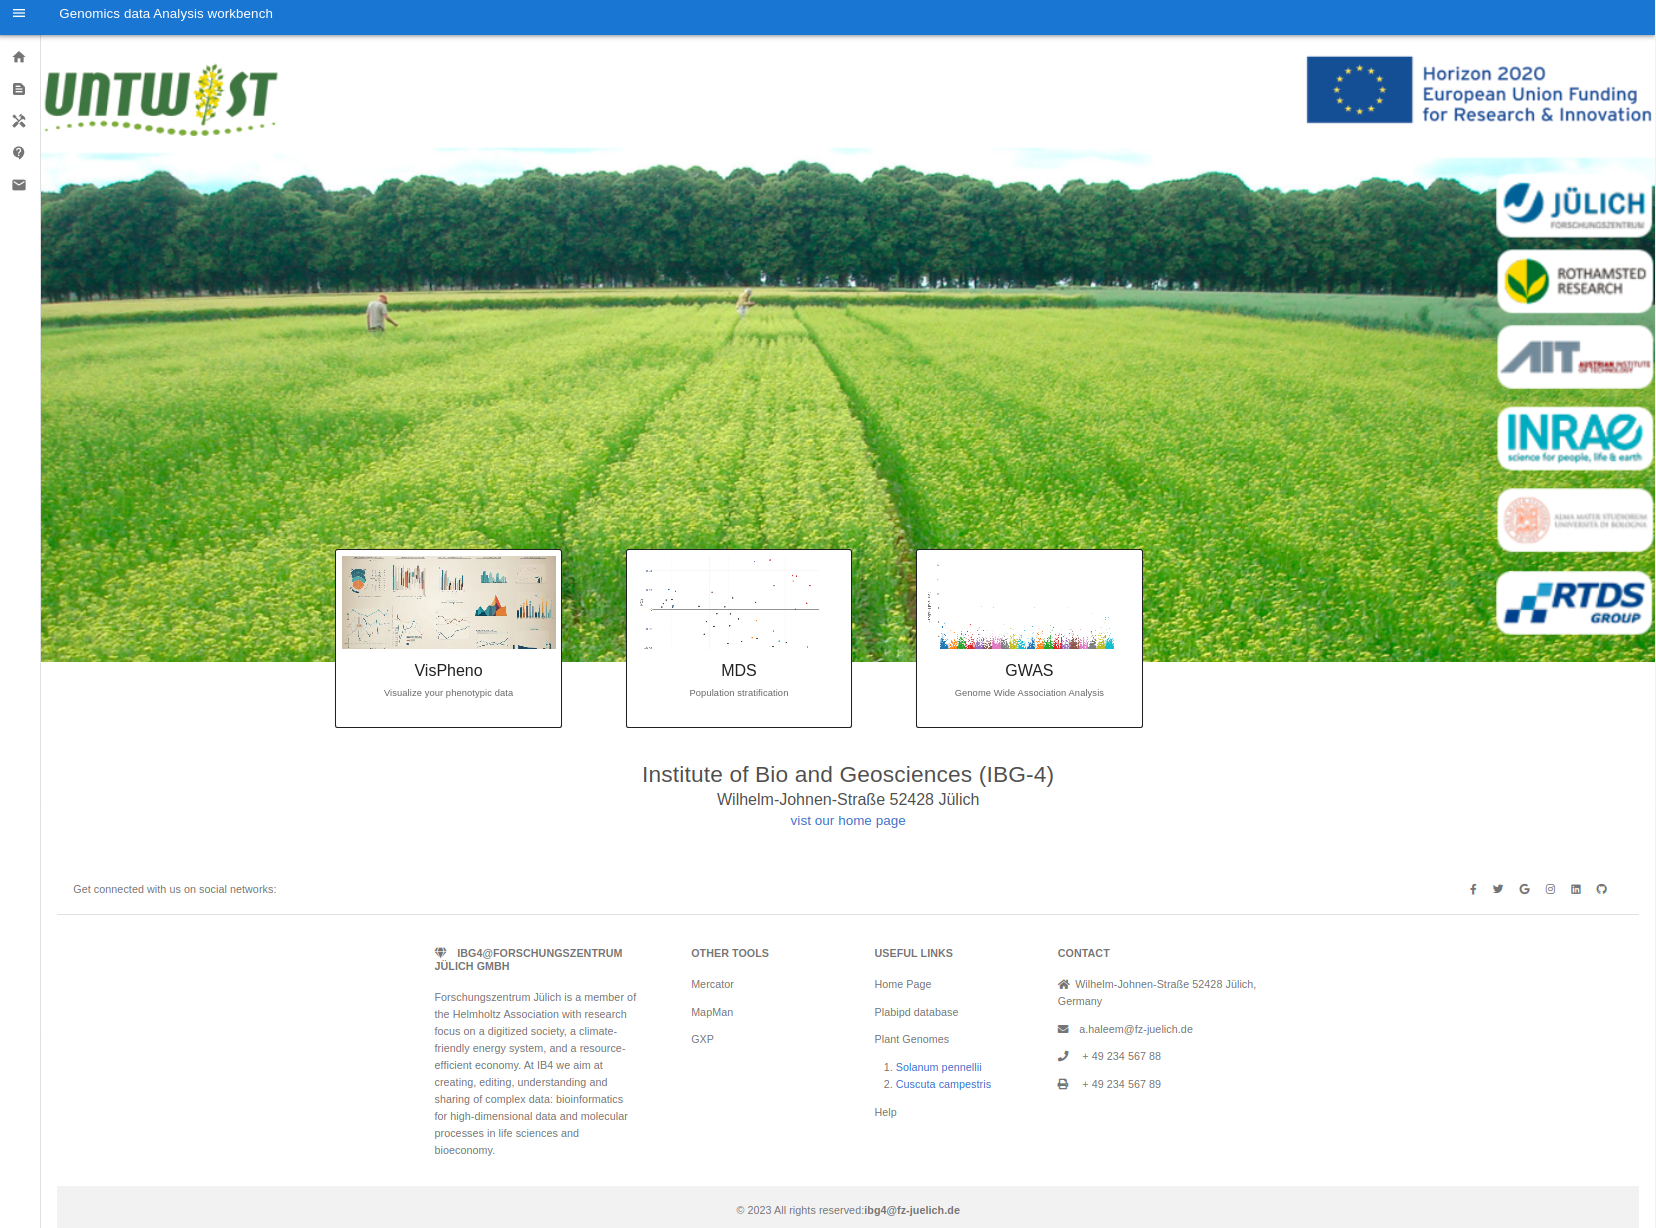 Genomics data Analysis workbench
UNTWIST
Horizon 2020
European Union Funding
for Research & Innovation
JÜLICH
FORSCHUNGSZENTRUM
ROTHAMSTED
RESEARCH
AIT
AUSTRIAN INSTITUTE
OF TECHNOLOGY
INRAE
science for people, life & earth
ALMA MATER STUDIORUM
UNIVERSITÀ DI BOLOGNA
RTDS
GROUP
VisPheno
Visualize your phenotypic data
MDS
Population stratification
GWAS
Genome Wide Association Analysis
Institute of Bio and Geosciences (IBG-4)
Wilhelm-Johnen-Straße 52428 Jülich
vist our home page
Get connected with us on social networks:
IBG4@FORSCHUNGSZENTRUM
JÜLICH GMBH
Forschungszentrum Jülich is a member of
the Helmholtz Association with research
focus on a digitized society, a climate-
friendly energy system, and a resource-
efficient economy. At IB4 we aim at
creating, editing, understanding and
sharing of complex data: bioinformatics
for high-dimensional data and molecular
processes in life sciences and
bioeconomy.
OTHER TOOLS
Mercator
MapMan
GXP
USEFUL LINKS
Home Page
Plabipd database
Plant Genomes
1. Solanum pennellii
2. Cuscuta campestris
Help
CONTACT
Wilhelm-Johnen-Straße 52428 Jülich,
Germany
a.haleem@fz-juelich.de
+ 49 234 567 88
+ 49 234 567 89
© 2023 All rights reserved:ibg4@fz-juelich.de